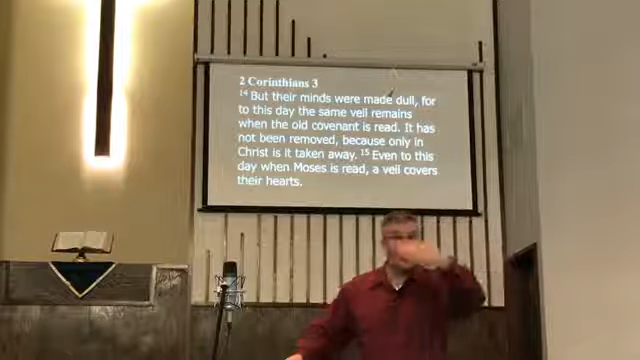 2 Corinthians 3
14 But their minds were made dull, for
to this day the same veil remains
when the old covenant is read. It has
not been removed, because only in
Christ is it taken away. 15 Even to this
day when Moses is read, a veil covers
their hearts.